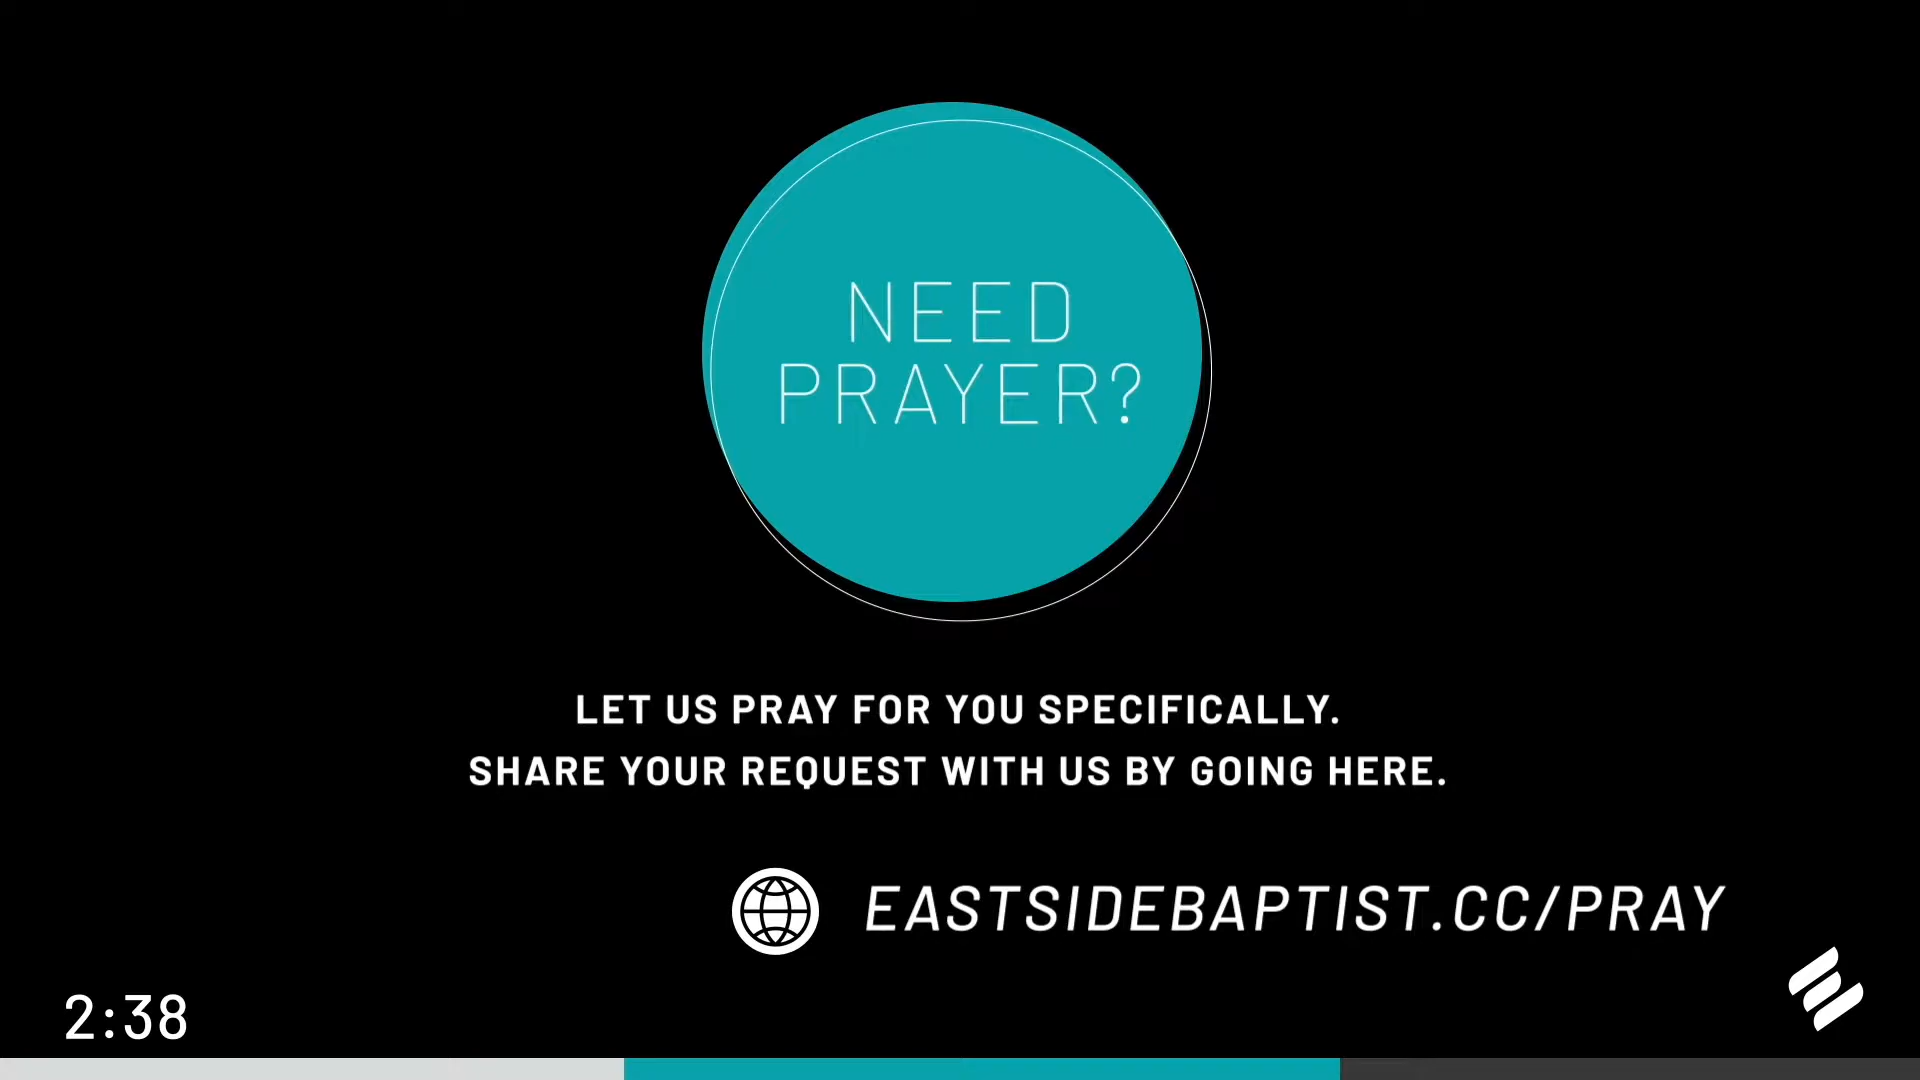 NEED
PRAYER?
LET US PRAY FOR YOU SPECIFICALLY.
SHARE YOUR REQUEST WITH US BY GOING HERE.
EASTSIDEBAPTIST.CC/PRAY
2:38